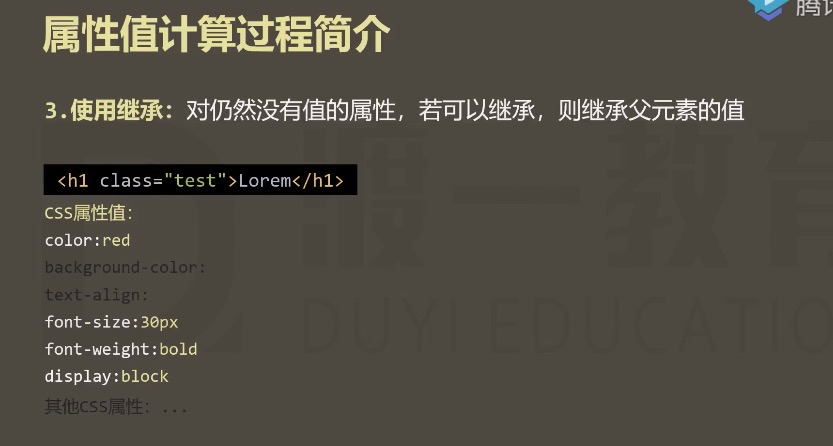 腾讯
属性值计算过程简介
3.使用继承：对仍然没有值的属性，若可以继承，则继承父元素的值
<h1 class="test">Lorem</h1>
CSS属性值：
color:red
background-color:
text-align:
font-size:30px
font-weight:bold
display:block
其他CSS属性：...
渡一教育
DUYI EDUCATIO